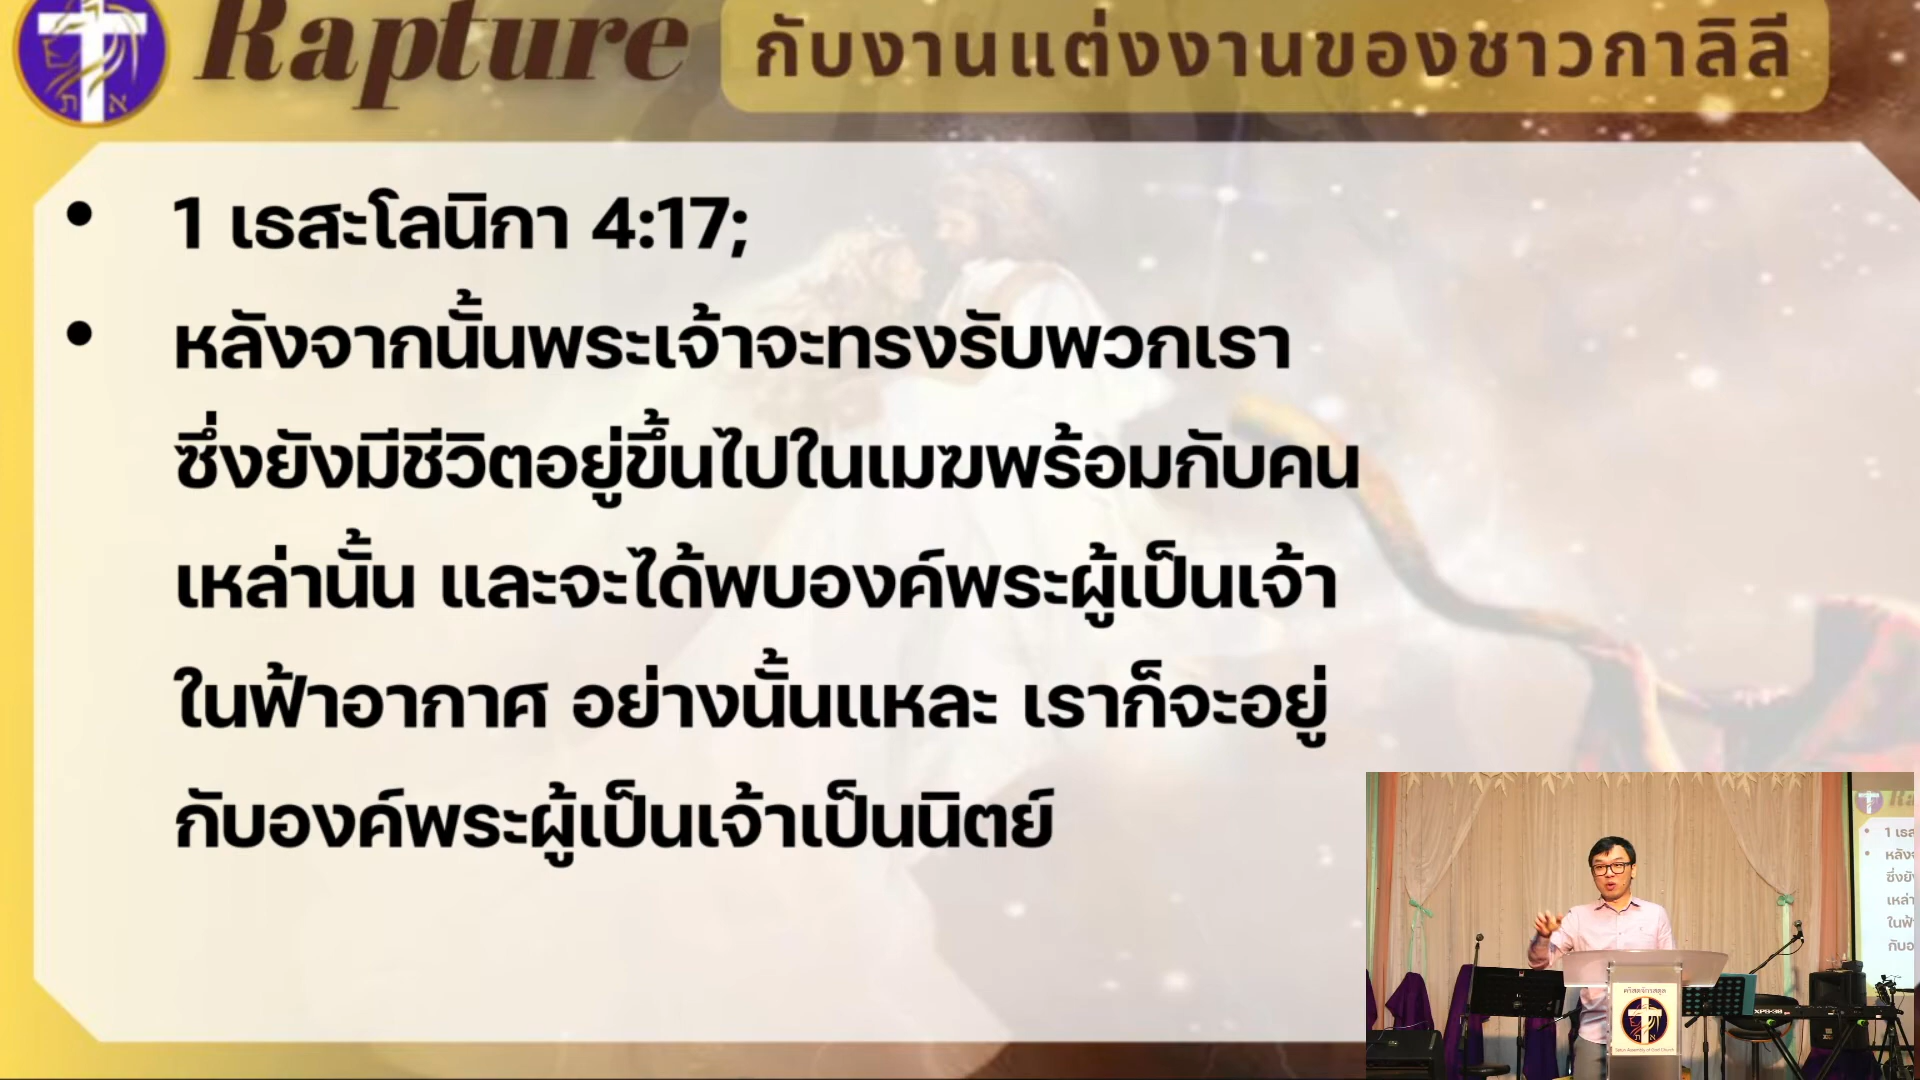 Rapture กับงานแต่งงานของชาวกาลิลี
ת א
• 1 เธสะโลนิกา 4:17;
• หลังจากนั้นพระเจ้าจะทรงรับพวกเรา
ซึ่งยังมีชีวิตอยู่ขึ้นไปในเมฆพร้อมกับคน
เหล่านั้น และจะได้พบองค์พระผู้เป็นเจ้า
ในฟ้าอากาศ อย่างนั้นแหละ เราก็จะอยู่
กับองค์พระผู้เป็นเจ้าเป็นนิตย์